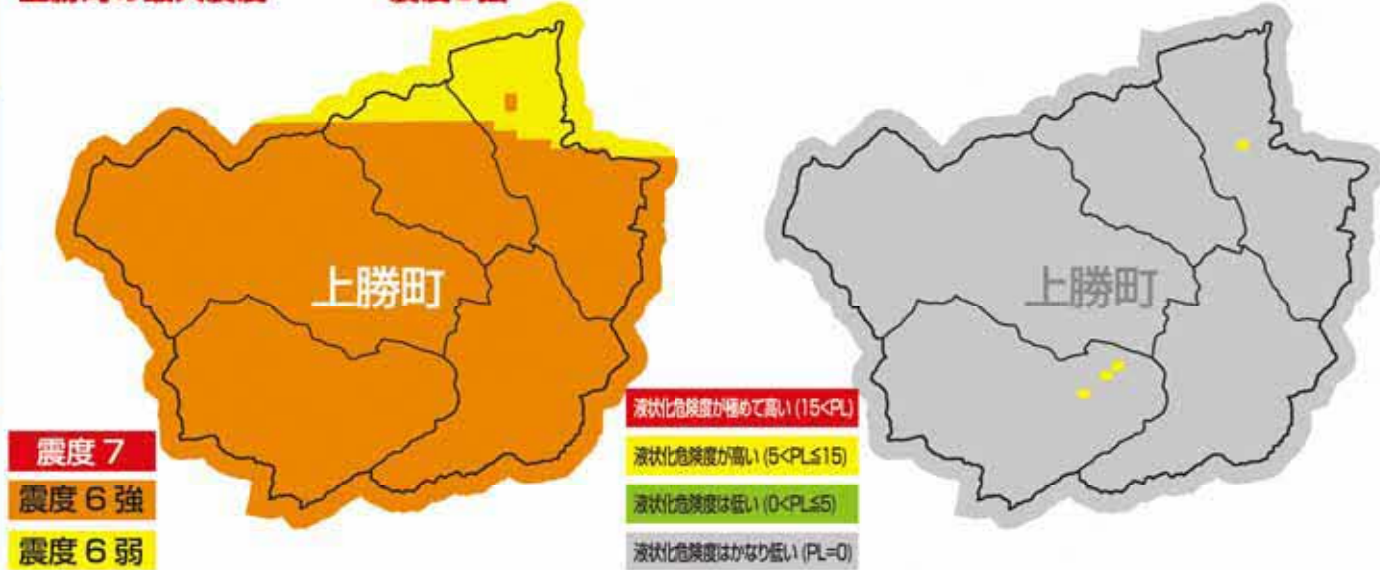 上勝町
震度 7
震度 6 強
震度 6 弱
上勝町
液状化危険度が極めて高い (15<PL)
液状化危険度が高い (5<PL≦15)
液状化危険度は低い (0<PL≦5)
液状化危険度はかなり低い (PL=0)